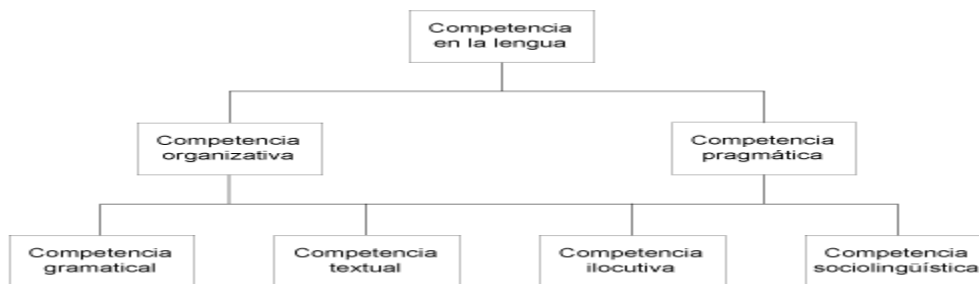 Competencia
en la lengua
Competencia
organizativa
Competencia
pragmática
Competencia
gramatical
Competencia
textual
Competencia
ilocutiva
Competencia
sociolingüística